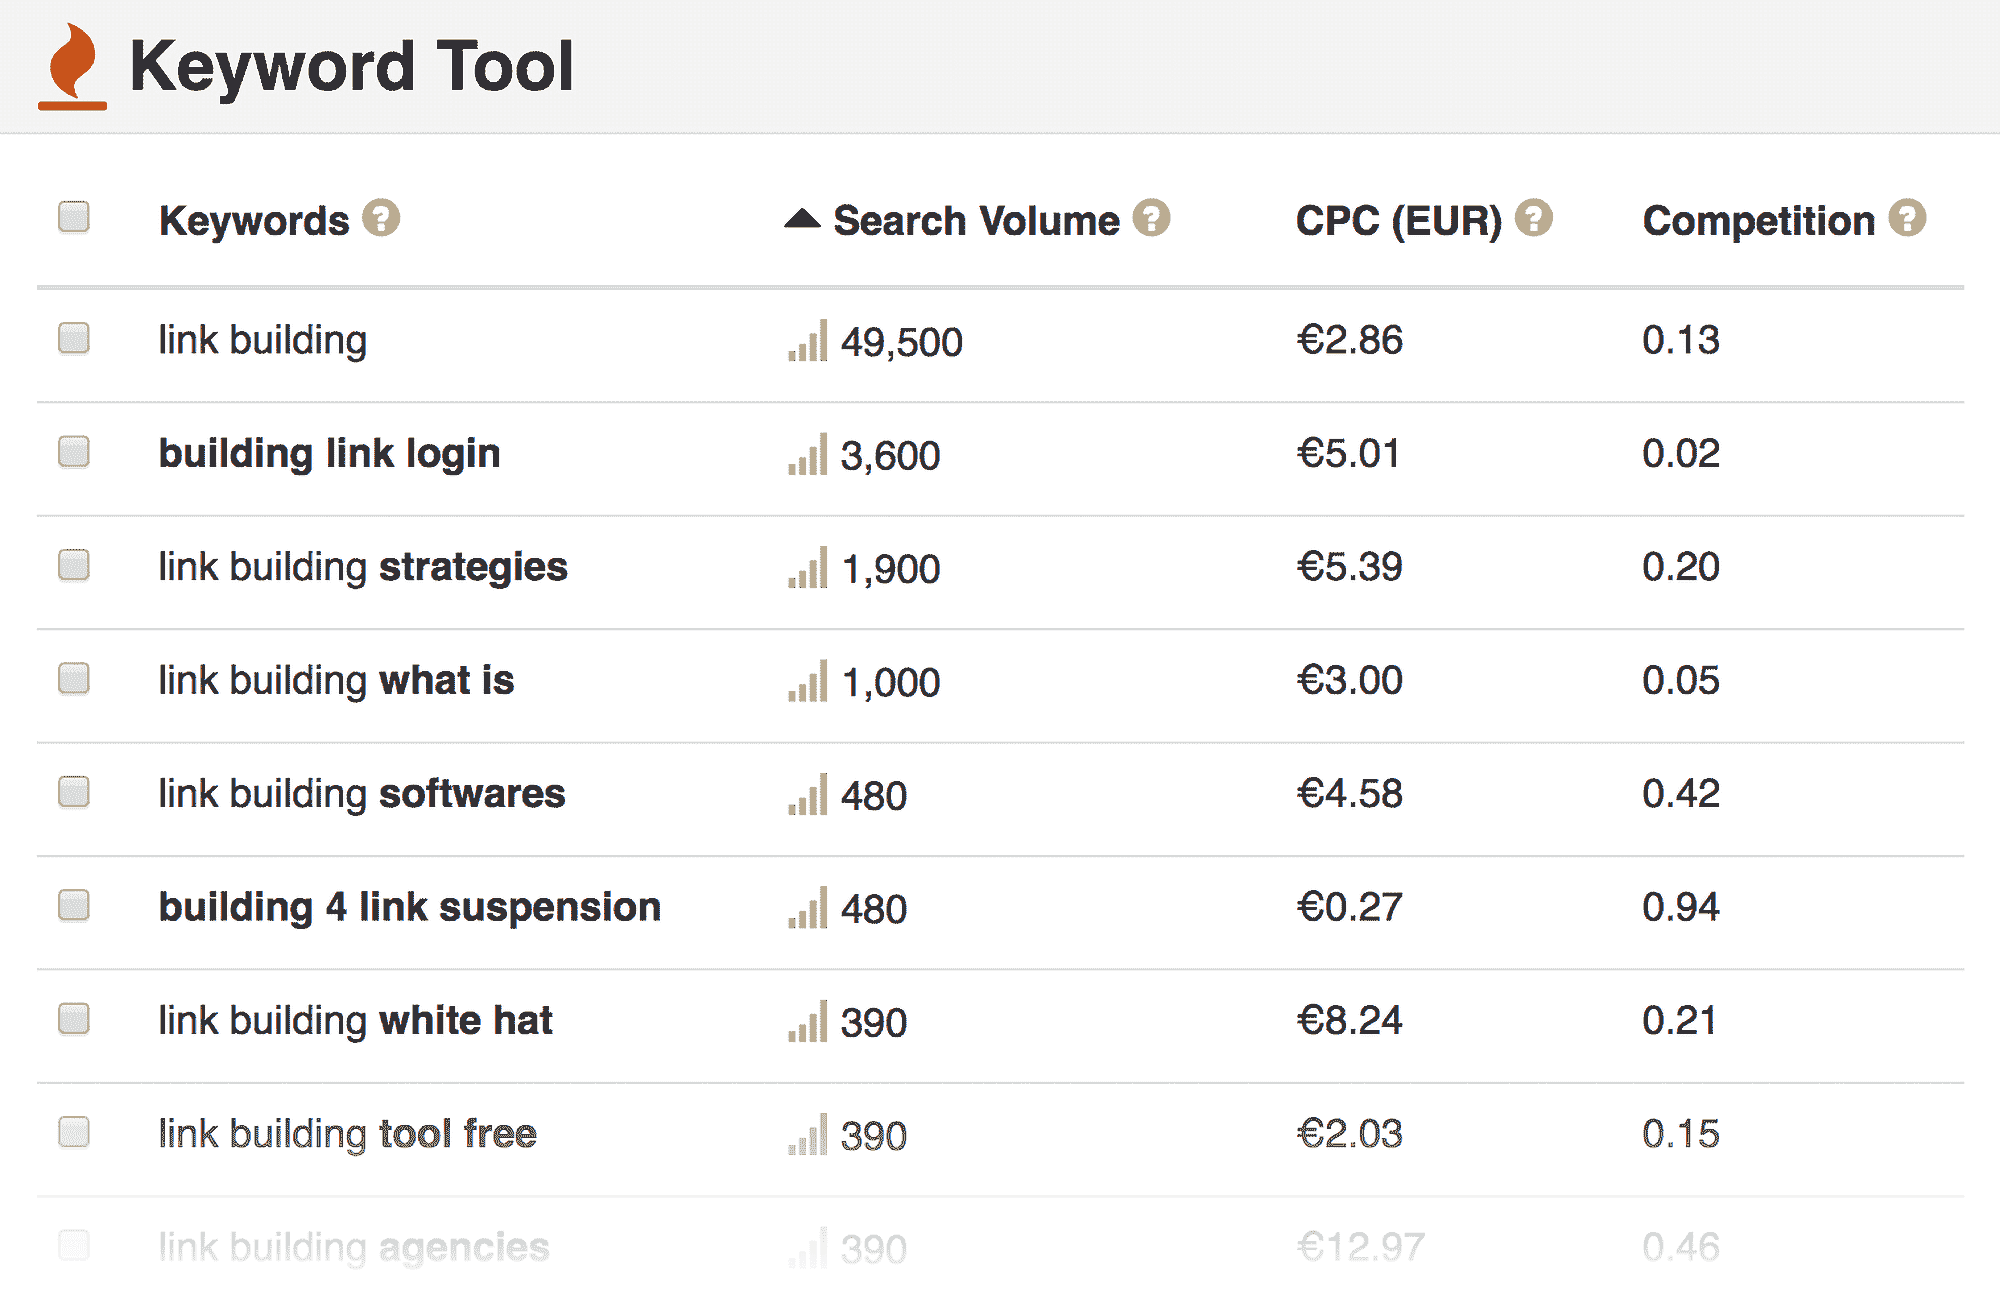 Keyword Tool
Keywords ? Search Volume ? CPC (EUR) ? Competition ?
link building 49,500 €2.86 0.13
building link login 3,600 €5.01 0.02
link building strategies 1,900 €5.39 0.20
link building what is 1,000 €3.00 0.05
link building softwares 480 €4.58 0.42
building 4 link suspension 480 €0.27 0.94
link building white hat 390 €8.24 0.21
link building tool free 390 €2.03 0.15
link building agencies 390 €12.97 0.46